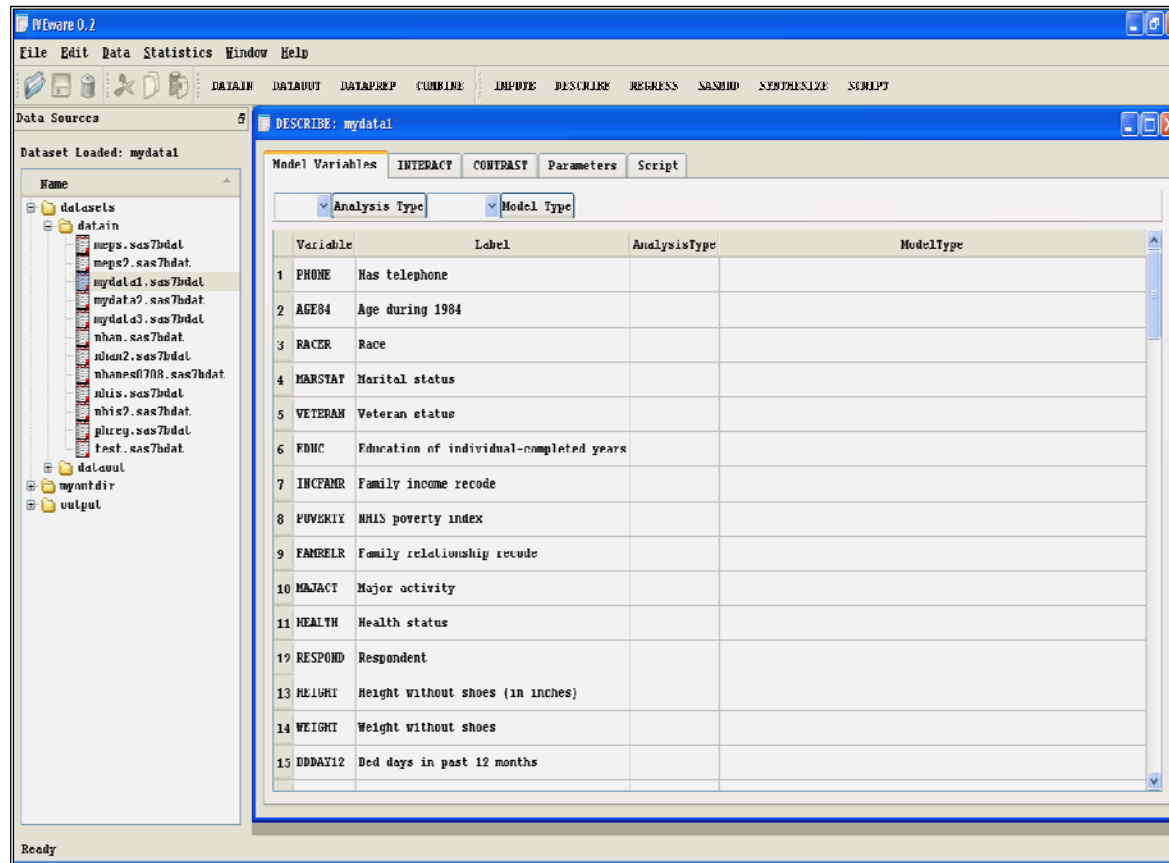 IVEware 0.2
File Edit Data Statistics Window Help
DATAIN DATAOUT DATAPREP COMBINE IMPUTE DESCRIBE REGRESS SASMOD SYNTHESIZE SCRIPT
Data Sources
Dataset Loaded: mydata1
Name
datasets
datain
meps.sas7bdat
meps2.sas7bdat
mydata1.sas7bdat
mydata2.sas7bdat
mydata3.sas7bdat
nhan.sas7bdat
nhan2.sas7bdat
nhanes0708.sas7bdat
nhis.sas7bdat
nhis2.sas7bdat
phreg.sas7bdat
test.sas7bdat
dataout
myoutdir
output
DESCRIBE: mydata1
Model Variables INTERACT CONTRAST Parameters Script
Analysis Type Model Type
Variable Label AnalysisType ModelType
1 PHONE Has telephone
2 AGE84 Age during 1984
3 RACER Race
4 MARSTAT Marital status
5 VETERAN Veteran status
6 EDUC Education of individual-completed years
7 INCFAMR Family income recode
8 POVERTY NHIS poverty index
9 FAMRELR Family relationship recode
10 MAJACT Major activity
11 HEALTH Health status
12 RESPOND Respondent
13 HEIGHT Height without shoes (in inches)
14 WEIGHT Weight without shoes
15 BDDAY12 Bed days in past 12 months
Ready